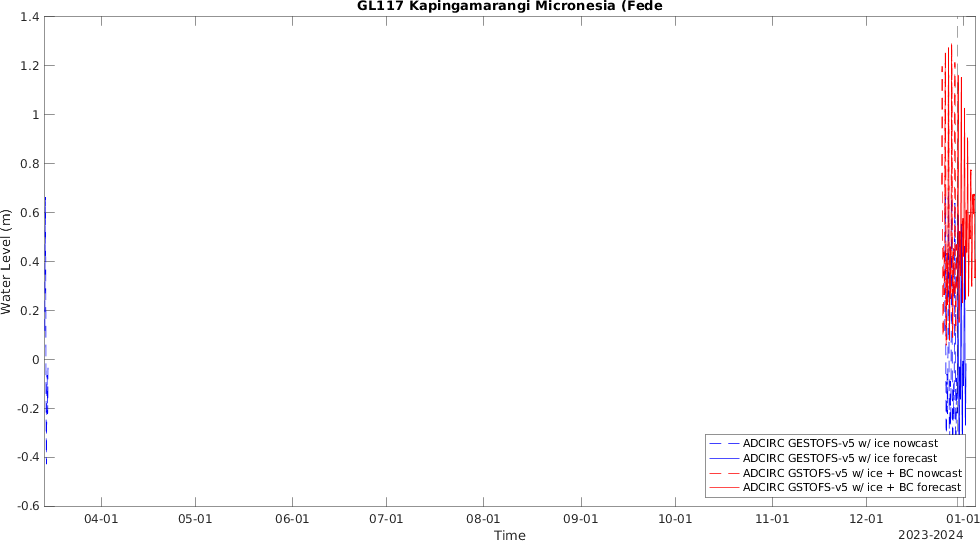 GL117 Kapingamarangi Micronesia (Fede
1.4
1.2
1
0.8
0.6
0.4
0.2
0
-0.2
-0.4
-0.6
Water Level (m)
ADCIRC GESTOFS-v5 w/ ice nowcast
ADCIRC GESTOFS-v5 w/ ice forecast
ADCIRC GSTOFS-v5 w/ ice + BC nowcast
ADCIRC GSTOFS-v5 w/ ice + BC forecast
04-01 05-01 06-01 07-01 08-01 09-01 10-01 11-01 12-01 01-01
Time
2023-2024